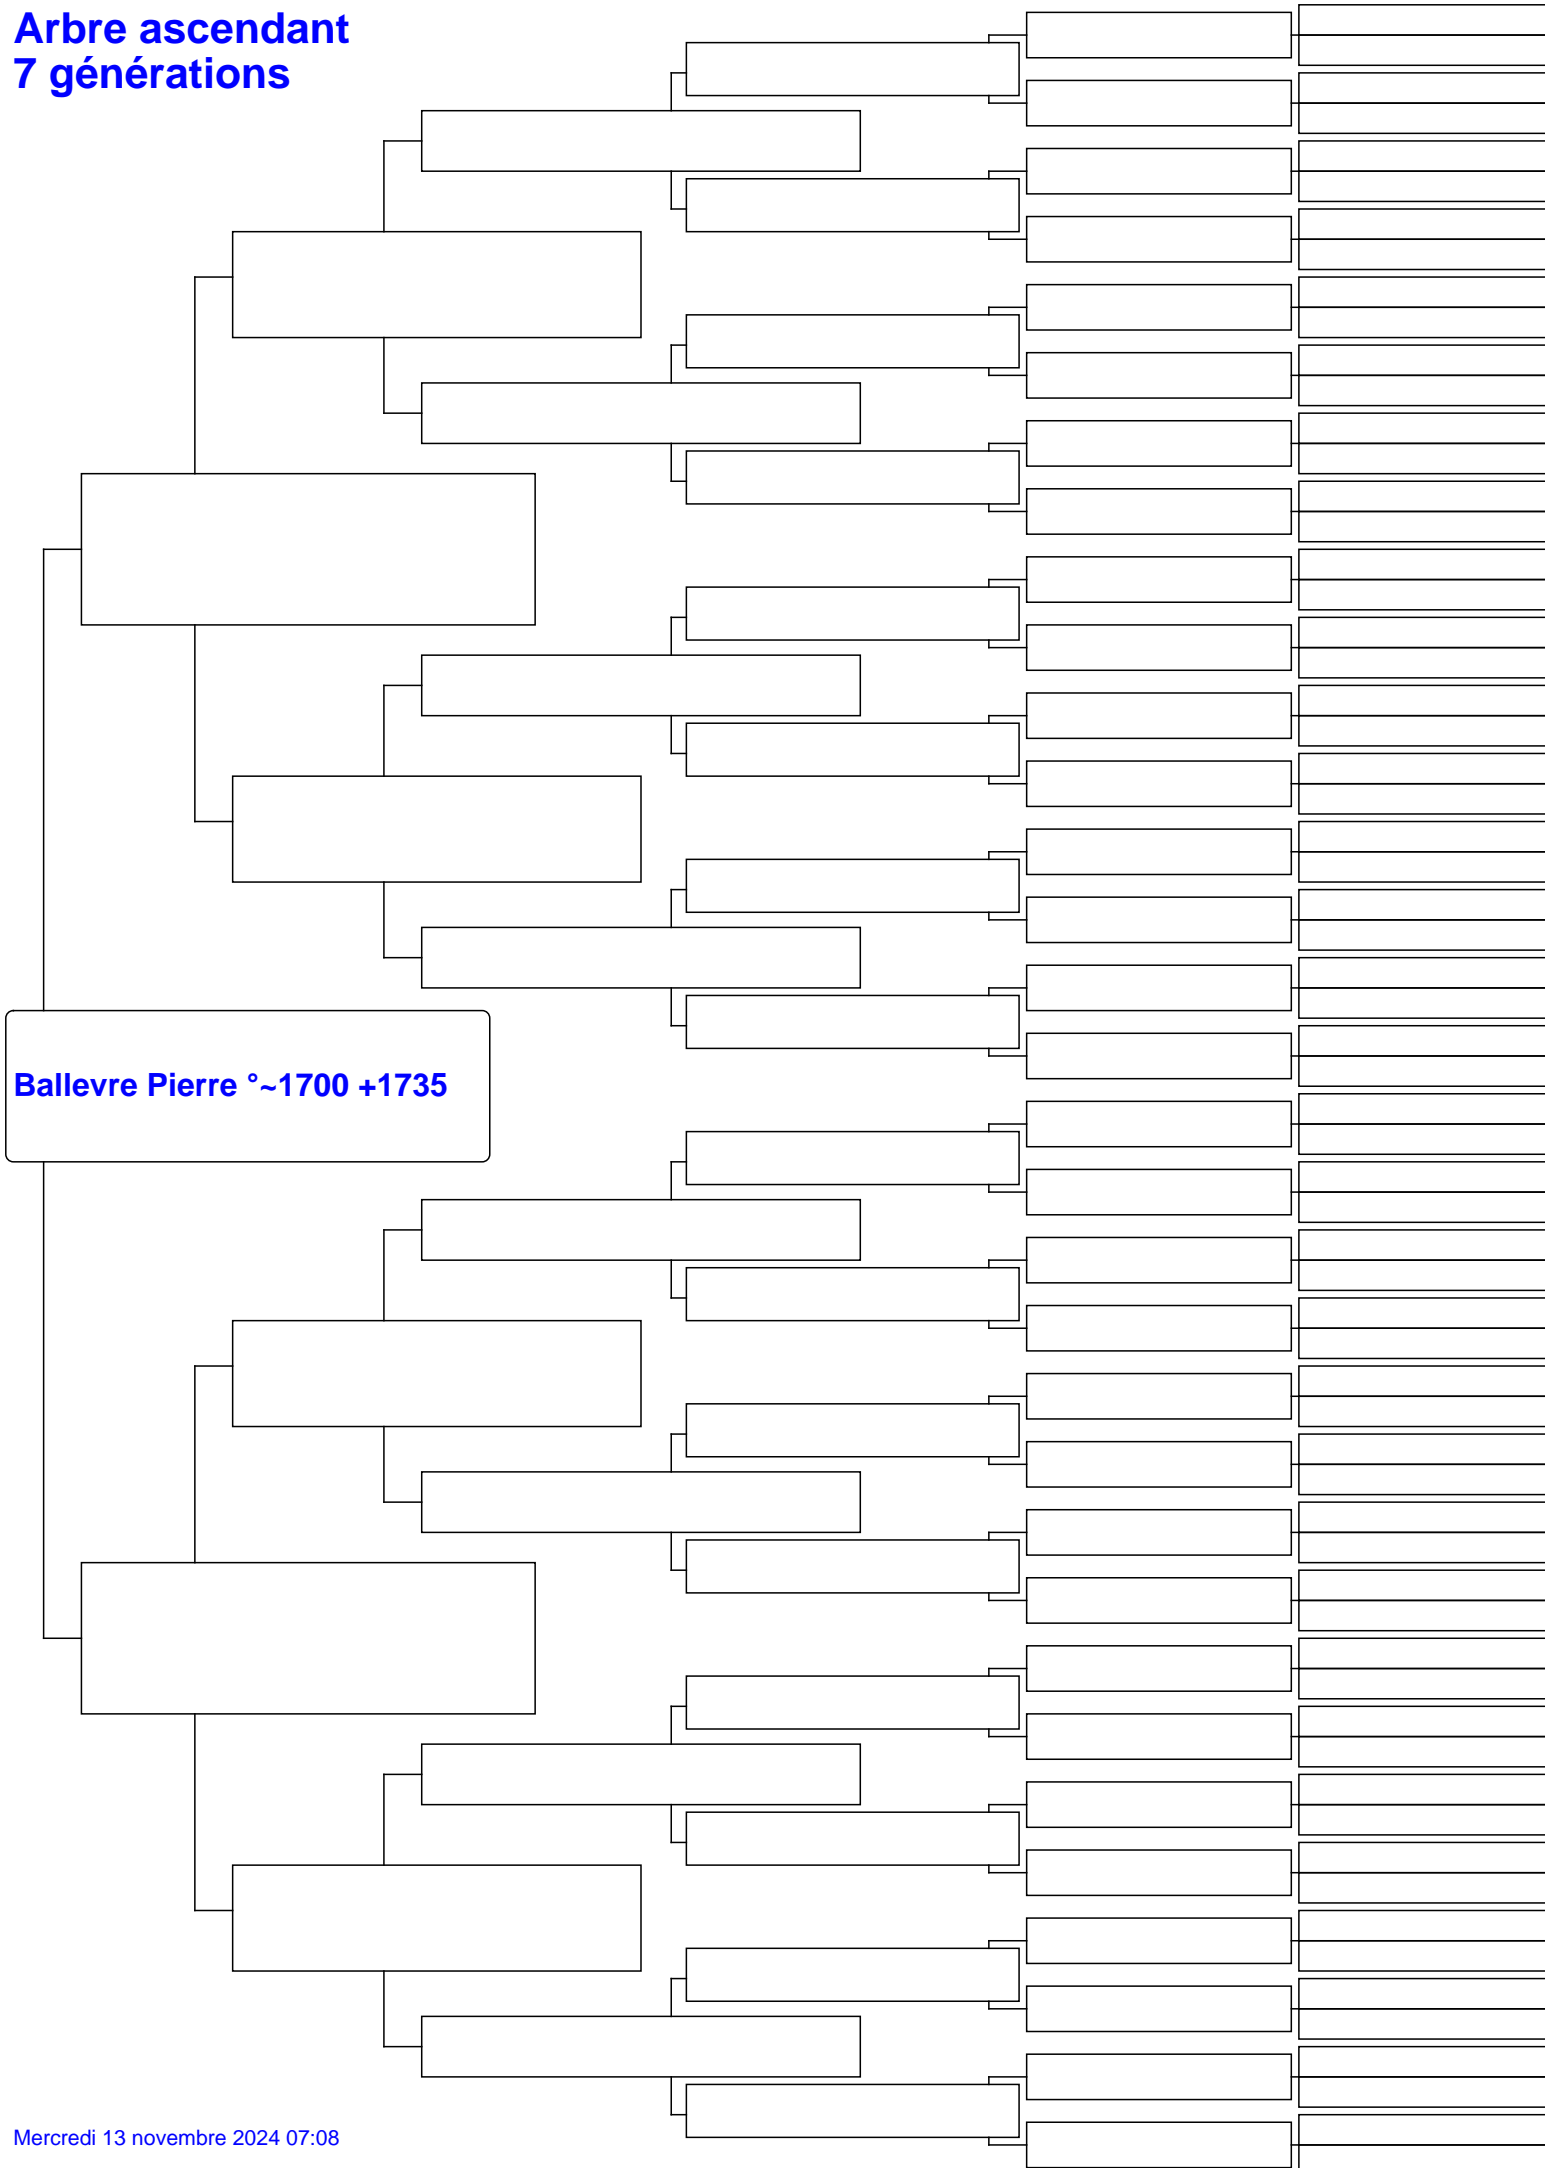 Arbre ascendant
7 générations
Ballevre Pierre °~1700 +1735
Mercredi 13 novembre 2024 07:08